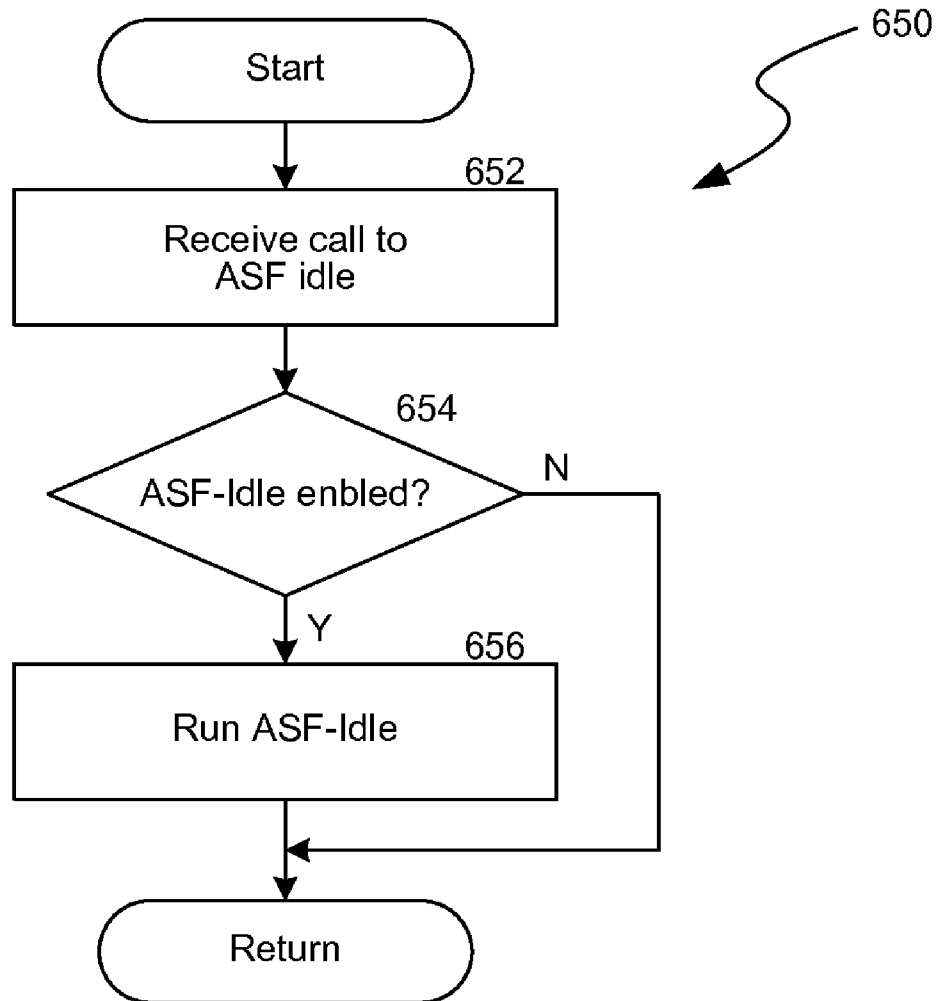 Start
650
652
Receive call to
ASF idle
654
ASF-Idle enbled?
N
Y
656
Run ASF-Idle
Return